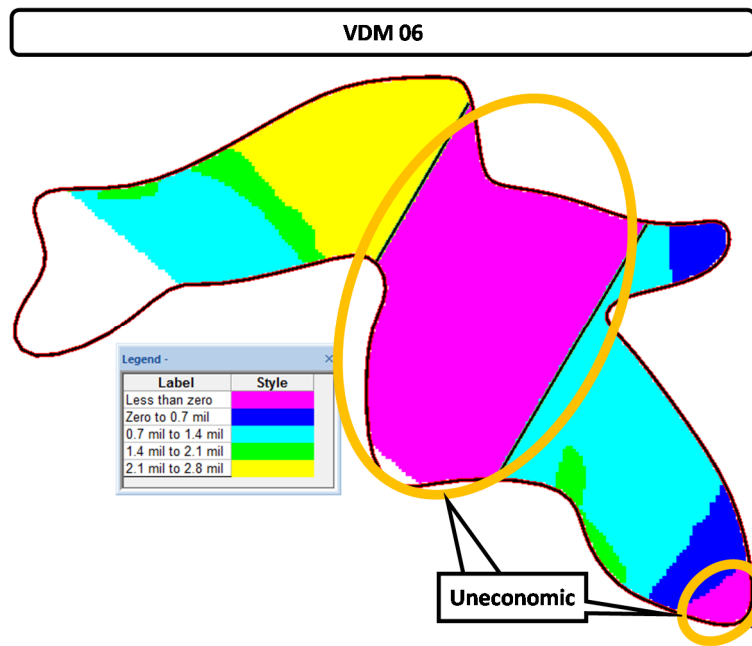 VDM 06
Legend -
Label Style
Less than zero
Zero to 0.7 mil
0.7 mil to 1.4 mil
1.4 mil to 2.1 mil
2.1 mil to 2.8 mil
Uneconomic